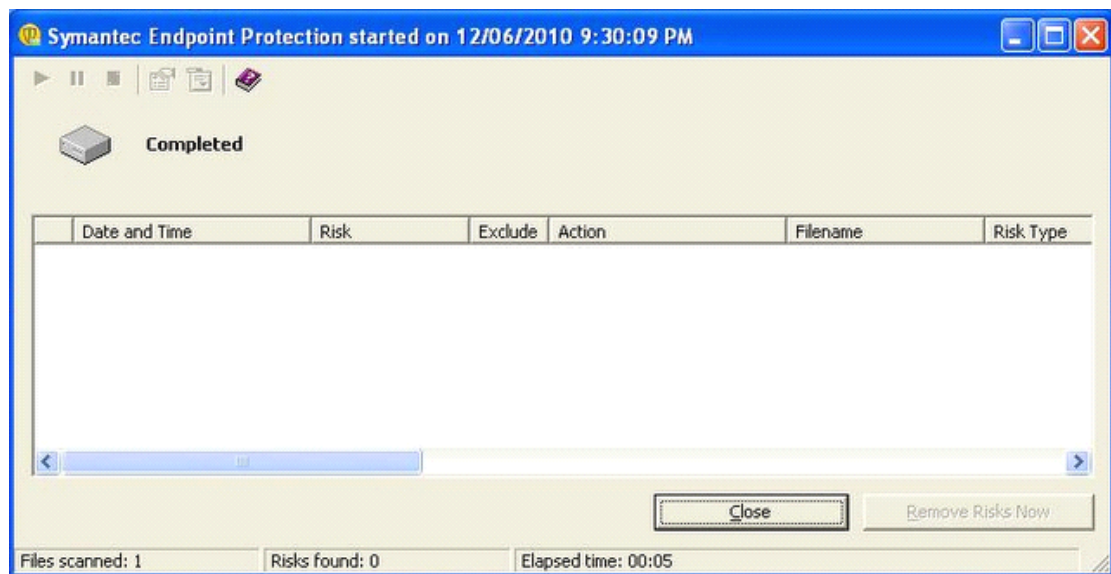 Symantec Endpoint Protection started on 12/06/2010 9:30:09 PM
Completed
Date and Time Risk Exclude Action Filename Risk Type
Close Remove Risks Now
Files scanned: 1 Risks found: 0 Elapsed time: 00:05